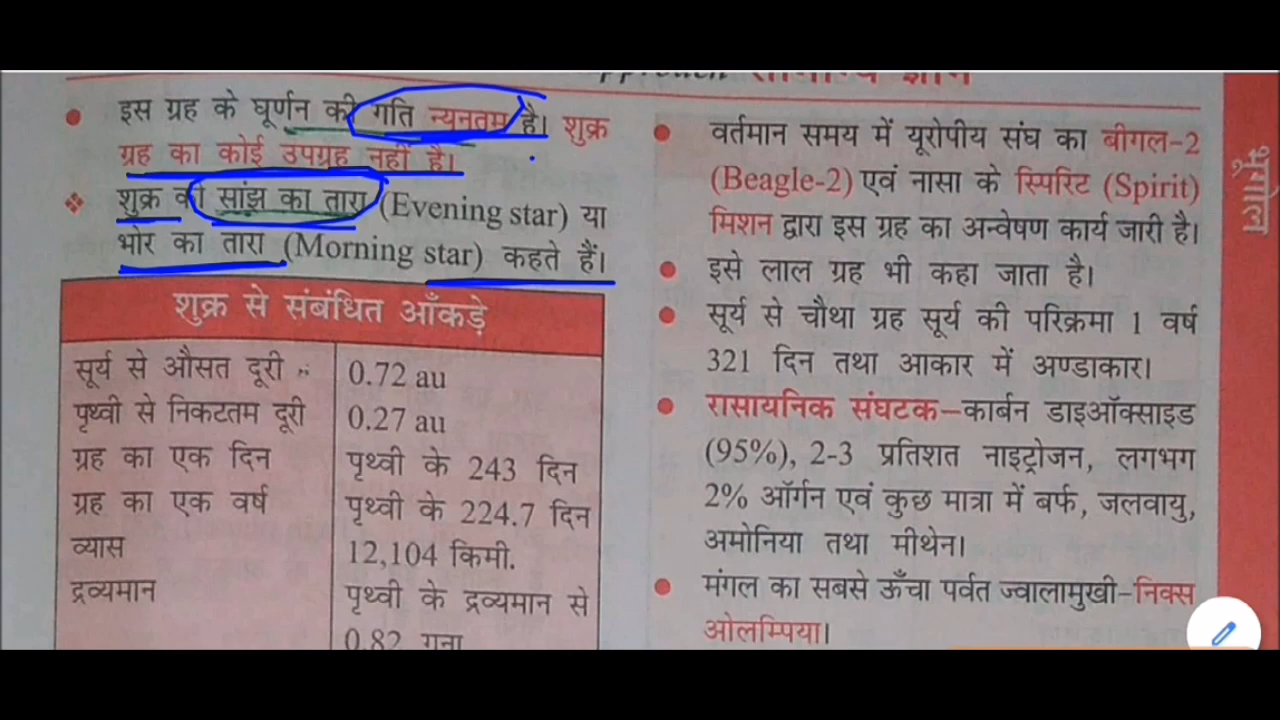 approach सामान्य ज्ञान
इस ग्रह के घूर्णन की गति न्यनतम है। शुक्र
ग्रह का कोई उपग्रह नहीं है।
शुक्र को सांझ का तारा (Evening star) या
भोर का तारा (Morning star) कहते हैं।
शुक्र से संबंधित आँकड़े
सूर्य से औसत दूरी 0.72 au
पृथ्वी से निकटतम दूरी 0.27 au
ग्रह का एक दिन पृथ्वी के 243 दिन
ग्रह का एक वर्ष पृथ्वी के 224.7 दिन
व्यास 12,104 किमी.
द्रव्यमान पृथ्वी के द्रव्यमान से
0.82 गुना
वर्तमान समय में यूरोपीय संघ का बीगल-2
(Beagle-2) एवं नासा के स्पिरिट (Spirit)
मिशन द्वारा इस ग्रह का अन्वेषण कार्य जारी है।
इसे लाल ग्रह भी कहा जाता है।
सूर्य से चौथा ग्रह सूर्य की परिक्रमा 1 वर्ष
321 दिन तथा आकार में अण्डाकार।
रासायनिक संघटक–कार्बन डाइऑक्साइड
(95%), 2-3 प्रतिशत नाइट्रोजन, लगभग
2% ऑर्गन एवं कुछ मात्रा में बर्फ, जलवायु,
अमोनिया तथा मीथेन।
मंगल का सबसे ऊँचा पर्वत ज्वालामुखी–निक्स
ओलम्पिया।
भूगोल